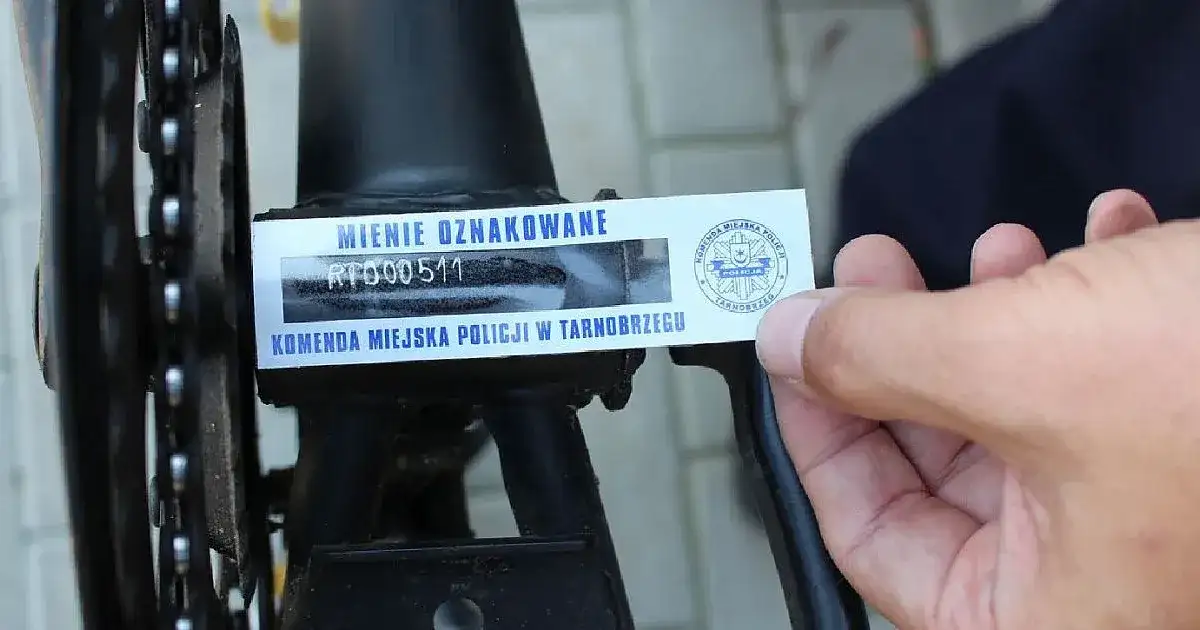 MIENIE OZNAKOWANE
RT000511
KOMENDA MIEJSKA POLICJI W TARNOBRZEGU
KOMENDA MIEJSKA POLICJI
POLICJA
TARNOBRZEG